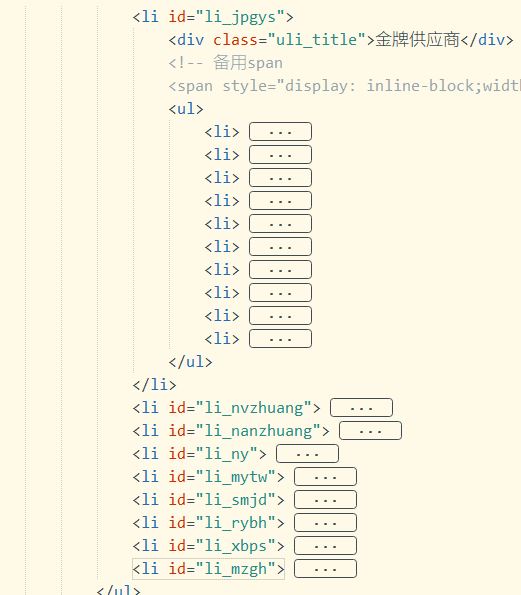 <li id="li_jpgys">
<div class="uli_title">金牌供应商</div>
<!-- 备用span
<span style="display: inline-block;width
<ul>
<li> ...
<li> ...
<li> ...
<li> ...
<li> ...
<li> ...
<li> ...
<li> ...
<li> ...
<li> ...
</ul>
</li>
<li id="li_nvzhuang"> ...
<li id="li_nanzhuang"> ...
<li id="li_ny"> ...
<li id="li_mytw"> ...
<li id="li_smjd"> ...
<li id="li_rybh"> ...
<li id="li_xbps"> ...
<li id="li_mzgh"> ...
</ul>